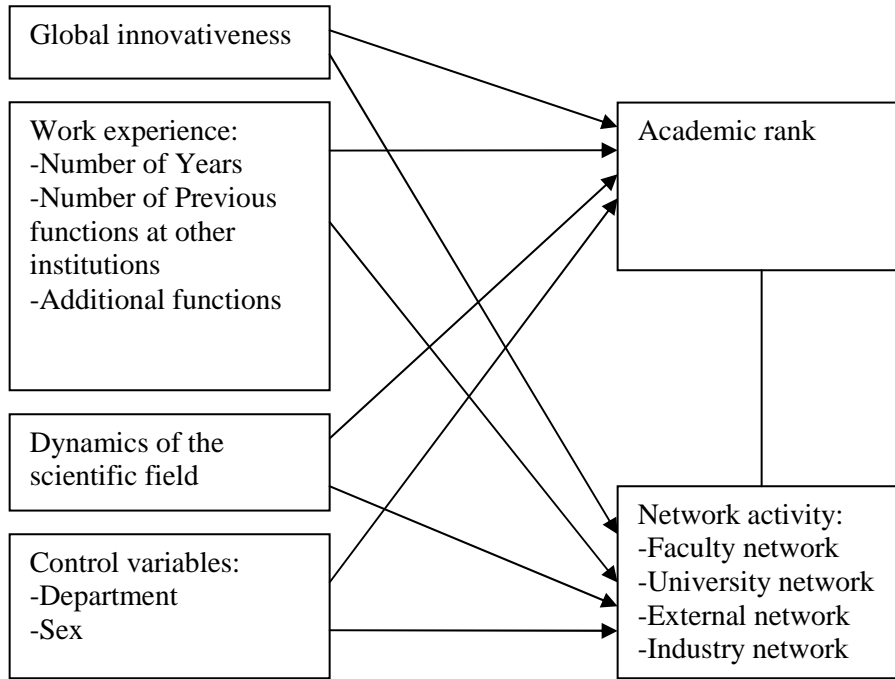 Global innovativeness
Work experience:
-Number of Years
-Number of Previous
functions at other
institutions
-Additional functions
Dynamics of the
scientific field
Control variables:
-Department
-Sex
Academic rank
Network activity:
-Faculty network
-University network
-External network
-Industry network